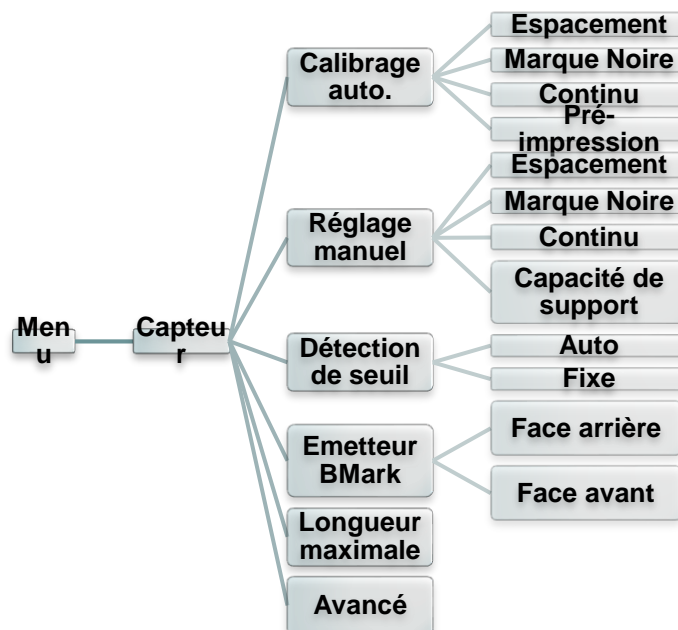 Men
u
Capteu
r
Calibrage
auto.
Espacement
Marque Noire
Continu
Pré-
impression
Réglage
manuel
Espacement
Marque Noire
Continu
Capacité de
support
Détection
de seuil
Auto
Fixe
Emetteur
BMark
Face arrière
Face avant
Longueur
maximale
Avancé